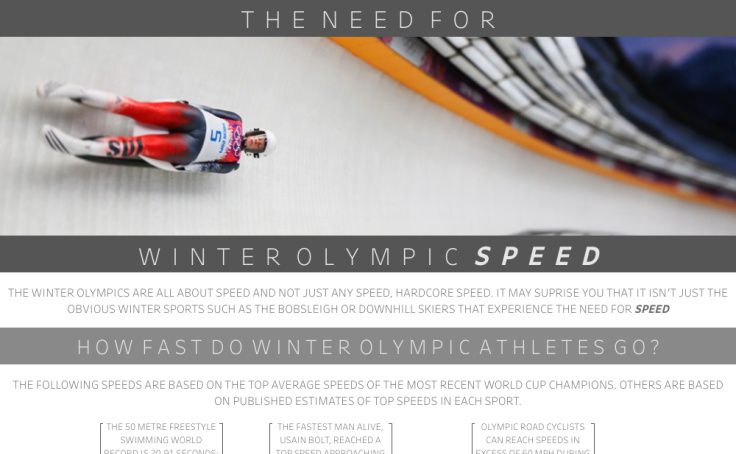 THE NEED FOR
5
SUI
WINTER OLYMPIC SPEED
THE WINTER OLYMPICS ARE ALL ABOUT SPEED AND NOT JUST ANY SPEED, HARDCORE SPEED. IT MAY SUPRISE YOU THAT IT ISN'T JUST THE
OBVIOUS WINTER SPORTS SUCH AS THE BOBSLEIGH OR DOWNHILL SKIERS THAT EXPERIENCE THE NEED FOR SPEED
HOW FAST DO WINTER OLYMPIC ATHLETES GO?
THE FOLLOWING SPEEDS ARE BASED ON THE TOP AVERAGE SPEEDS OF THE MOST RECENT WORLD CUP CHAMPIONS. OTHERS ARE BASED
ON PUBLISHED ESTIMATES OF TOP SPEEDS IN EACH SPORT.
THE 50 METRE FREESTYLE
SWIMMING WORLD
RECORD IS 20.91 SECONDS;
THE FASTEST MAN ALIVE,
USAIN BOLT, REACHED A
TOP SPEED APPROACHING
OLYMPIC ROAD CYCLISTS
CAN REACH SPEEDS IN
EXCESS OF 60 MPH DURING